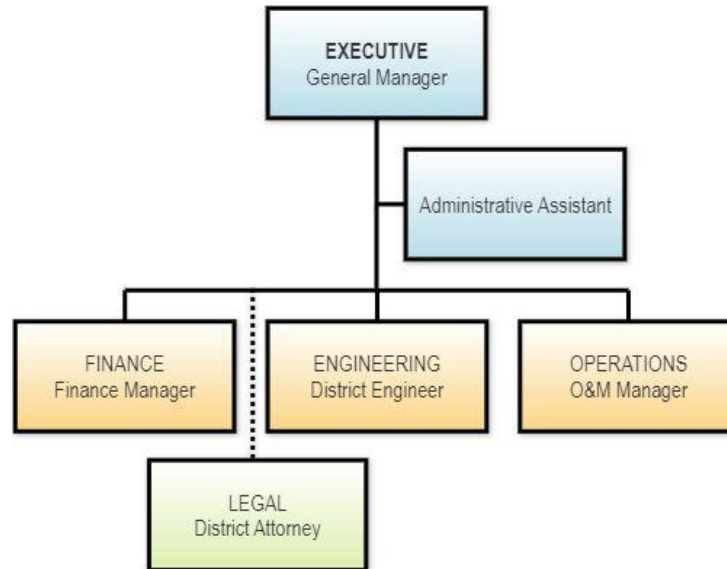 EXECUTIVE
General Manager
Administrative Assistant
FINANCE
Finance Manager
ENGINEERING
District Engineer
OPERATIONS
O&M Manager
LEGAL
District Attorney